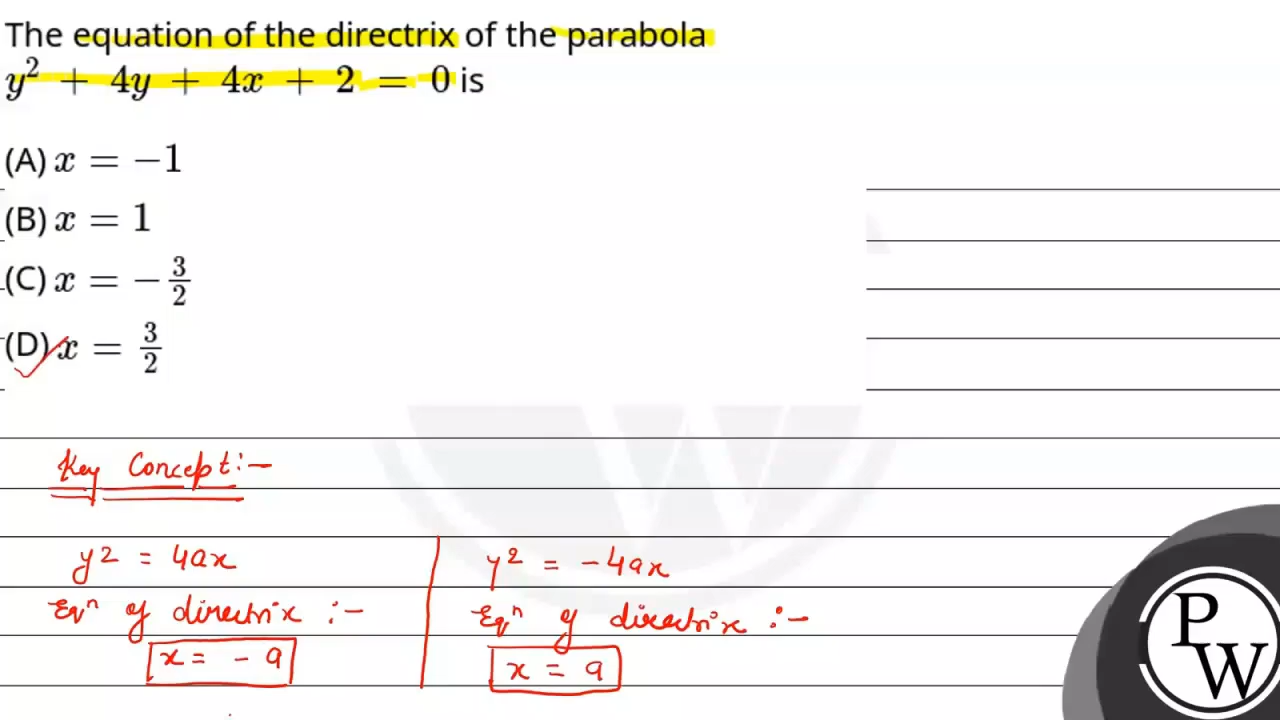 The equation of the directrix of the parabola
y² + 4y + 4x + 2 = 0 is
(A) x = −1
(B) x = 1
(C) x = −3/2
(D) x = 3/2
Key Concept:-
y² = 4ax
Eqⁿ of directrix :-
x = - a
y² = -4ax
Eqⁿ of directrix :-
x = a
P
W